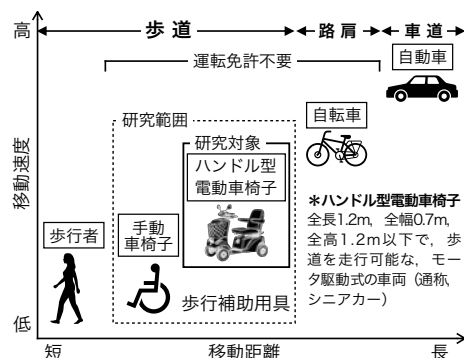 高
歩 道
路 肩
車 道
運転免許不要
自動車
研究範囲
自転車
研究対象
ハンドル型
電動車椅子
移動速度
歩行者
手動
車椅子
＊ハンドル型電動車椅子
全長1.2m，全幅0.7m，
全高1.2m以下で，歩
道を走行可能な，モー
タ駆動式の車両（通称，
シニアカー）
歩行補助用具
低
短
移動距離
長